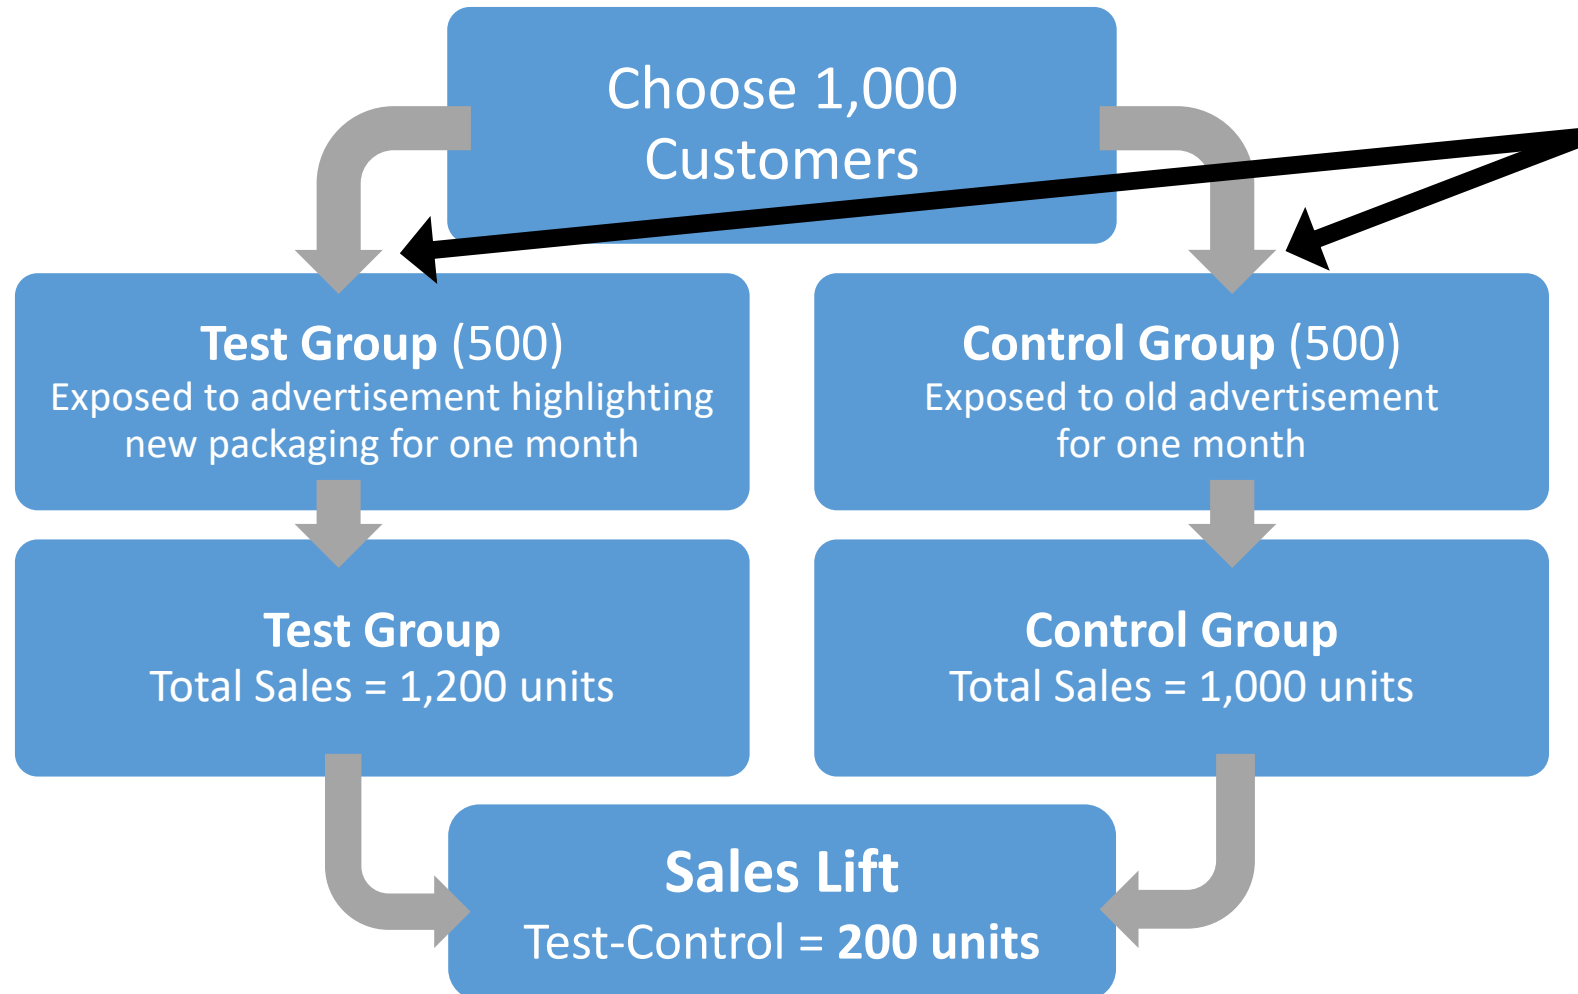 Choose 1,000
Customers
Test Group (500)
Exposed to advertisement highlighting
new packaging for one month
Control Group (500)
Exposed to old advertisement
for one month
Test Group
Total Sales = 1,200 units
Control Group
Total Sales = 1,000 units
Sales Lift
Test-Control = 200 units